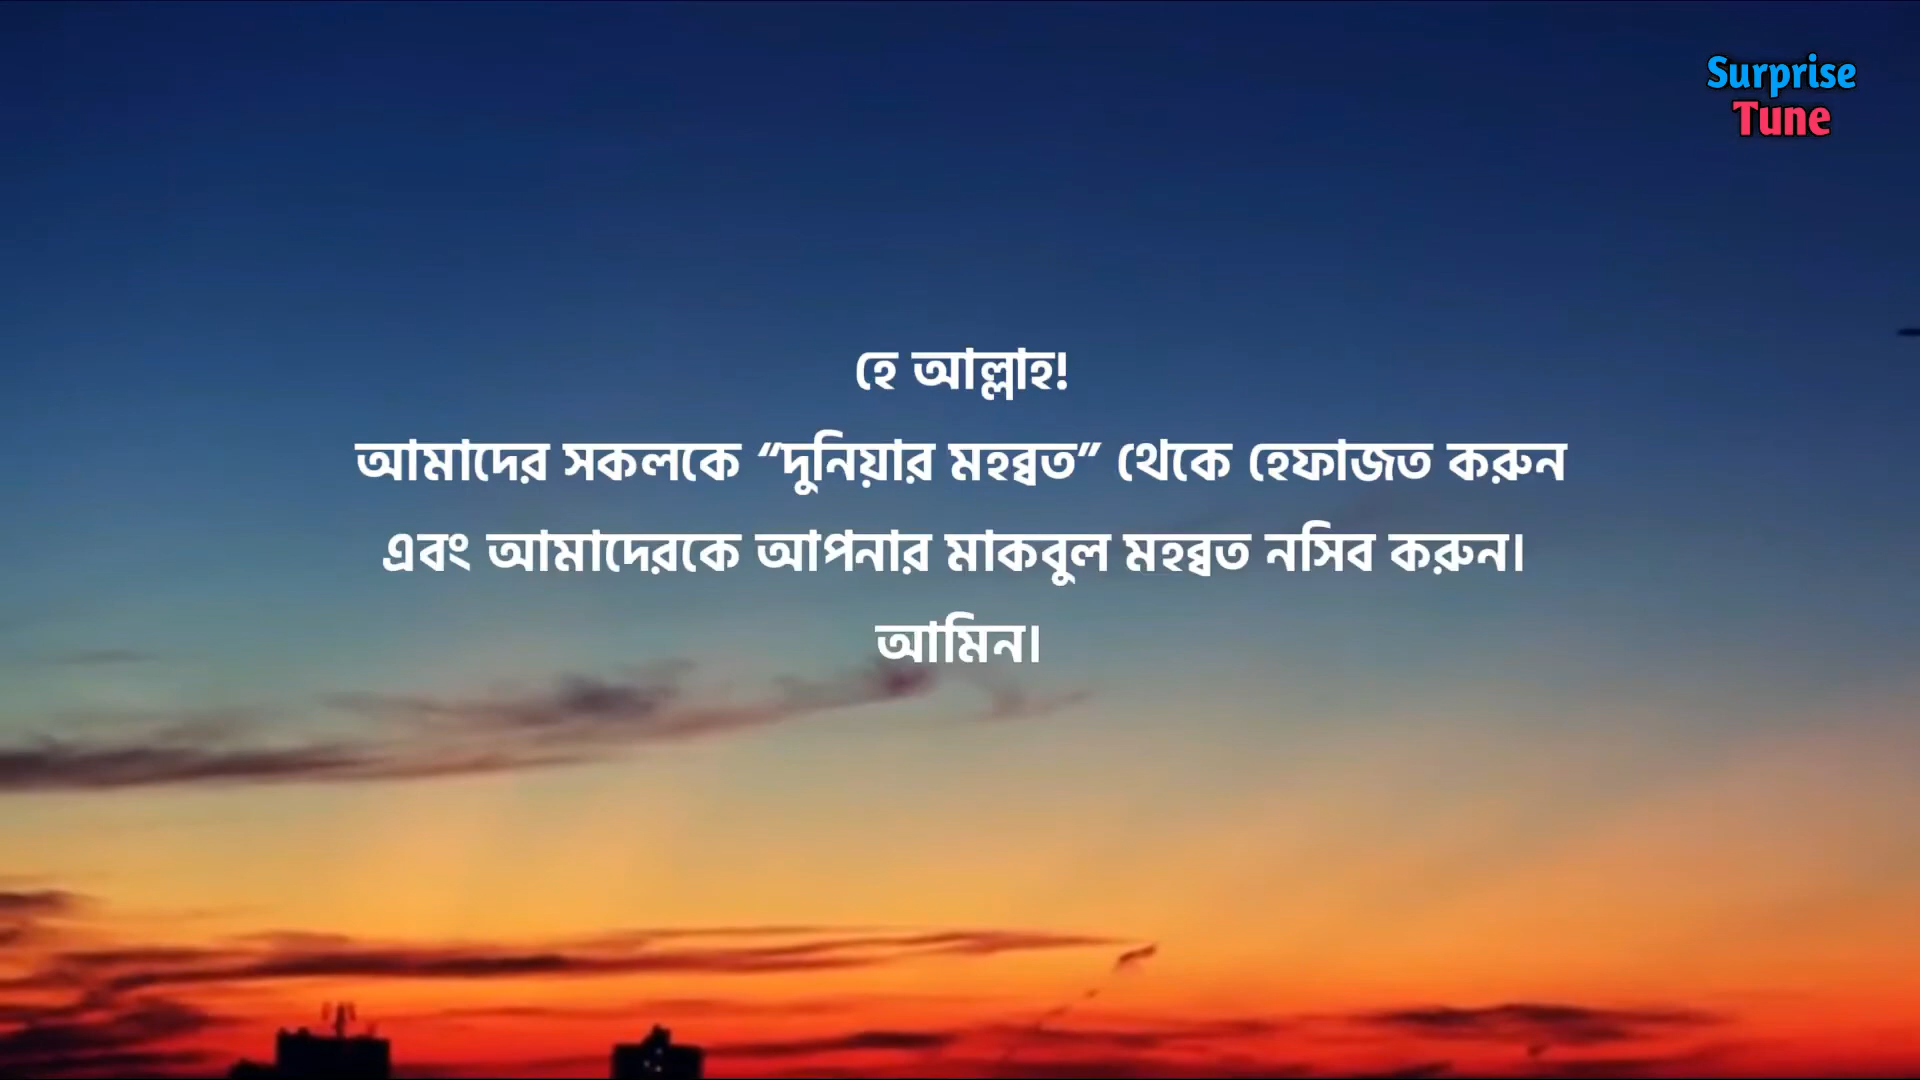 Surprise
Tune
হে আল্লাহ!
আমাদের সকলকে “দুনিয়ার মহব্বত” থেকে হেফাজত করুন
এবং আমাদেরকে আপনার মাকবুল মহব্বত নসিব করুন।
আমিন।